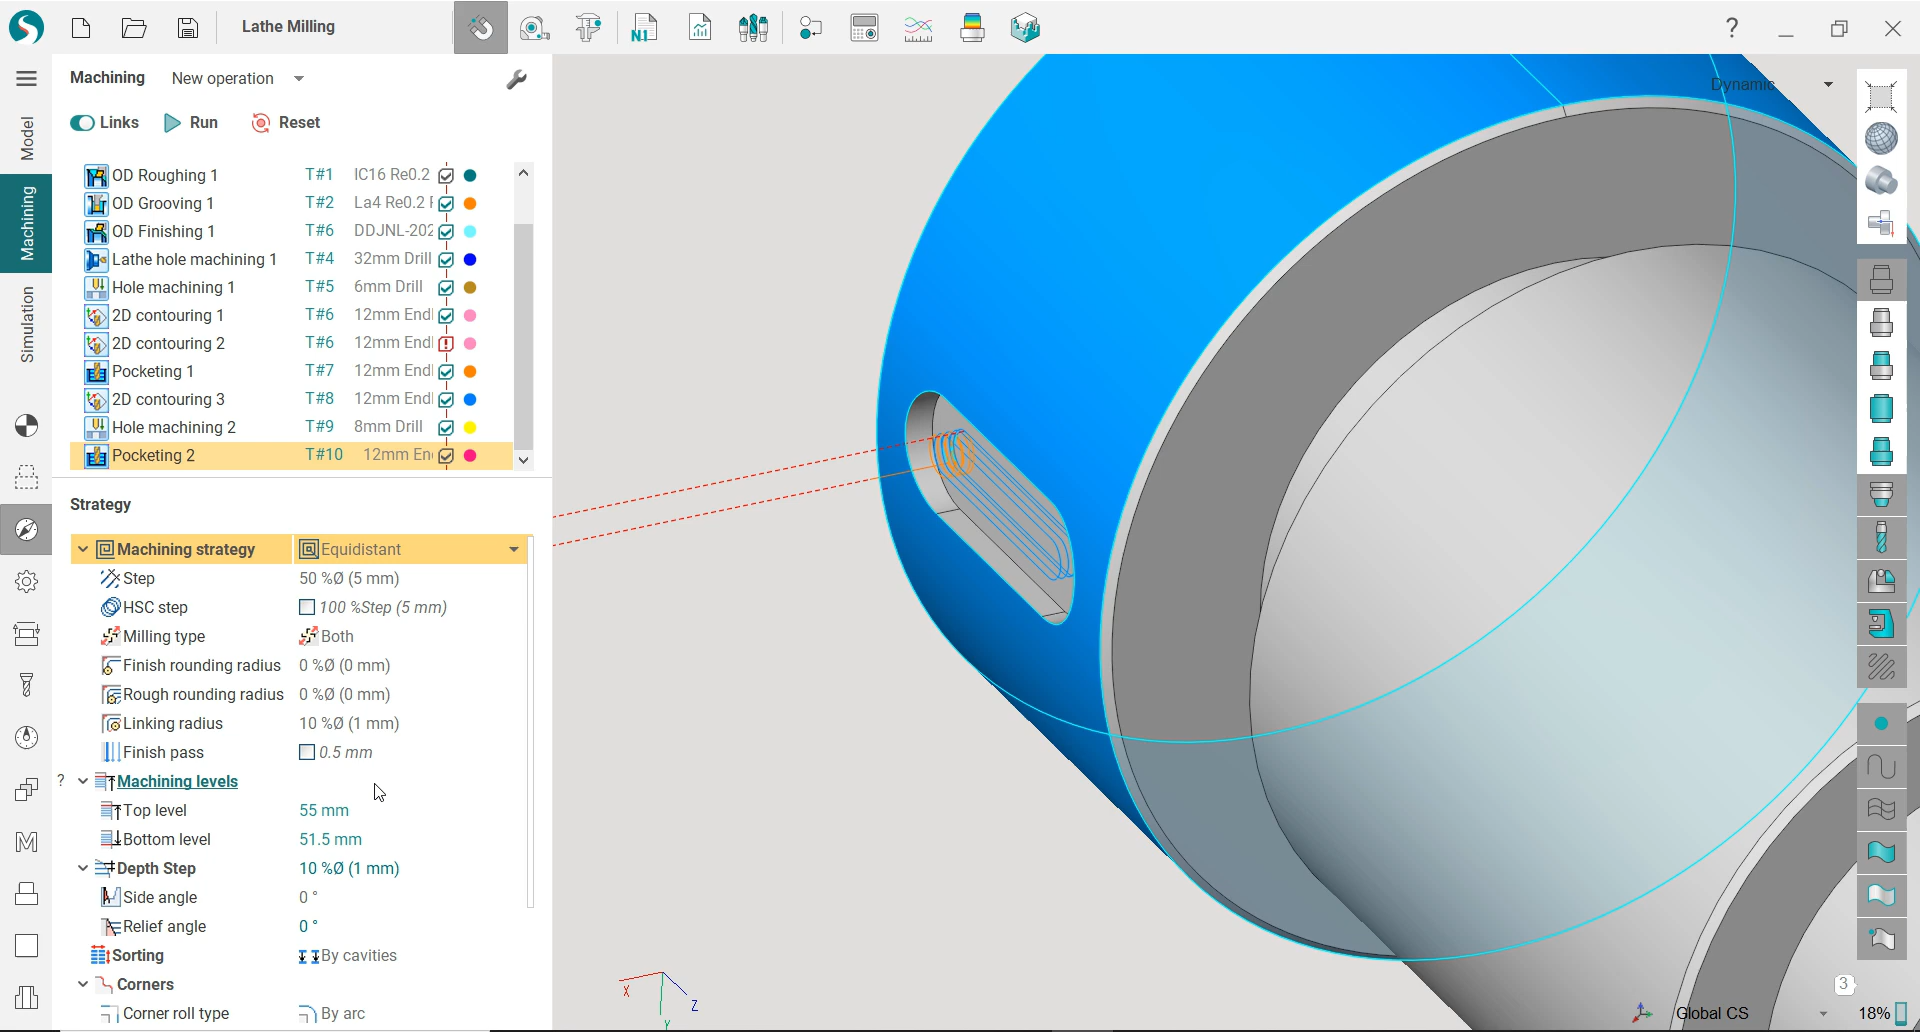 Lathe Milling
N1
?
Machining New operation
Links Run Reset
Model
Machining
Simulation
OD Roughing 1 T#1 IC16 Re0.2
OD Grooving 1 T#2 La4 Re0.2
OD Finishing 1 T#6 DDJNL-202
Lathe hole machining 1 T#4 32mm Drill
Hole machining 1 T#5 6mm Drill
2D contouring 1 T#6 12mm End
2D contouring 2 T#6 12mm End
Pocketing 1 T#7 12mm End
2D contouring 3 T#8 12mm End
Hole machining 2 T#9 8mm Drill
Pocketing 2 T#10 12mm En
Strategy
Machining strategy Equidistant
Step 50 %Ø (5 mm)
HSC step 100 %Step (5 mm)
Milling type Both
Finish rounding radius 0 %Ø (0 mm)
Rough rounding radius 0 %Ø (0 mm)
Linking radius 10 %Ø (1 mm)
Finish pass 0.5 mm
? Machining levels
Top level 55 mm
Bottom level 51.5 mm
Depth Step 10 %Ø (1 mm)
Side angle 0 °
Relief angle 0 °
Sorting By cavities
Corners
Corner roll type By arc
Dynamic
X
Z
Y
3
Global CS 18%